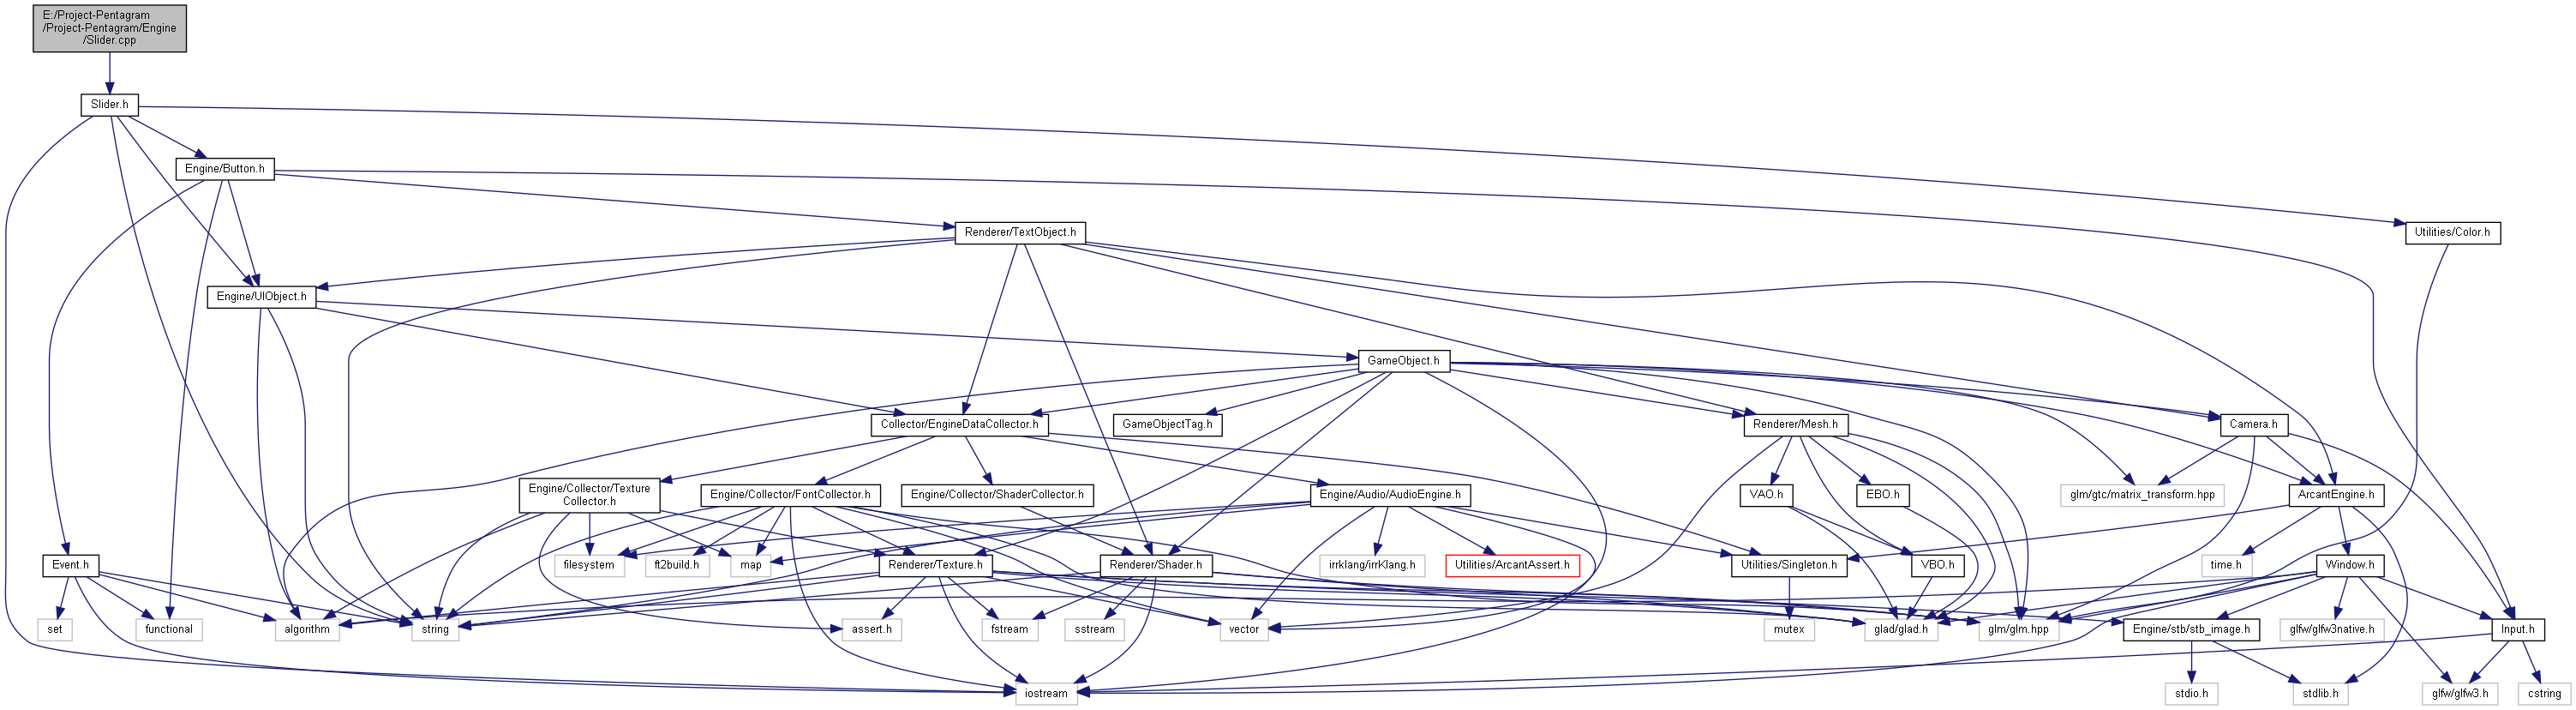 E:/Project-Pentagram
/Project-Pentagram/Engine
/Slider.cpp
Slider.h
Engine/Button.h
Renderer/TextObject.h
Utilities/Color.h
Engine/UIObject.h
GameObject.h
Collector/EngineDataCollector.h
GameObjectTag.h
Renderer/Mesh.h
Camera.h
Engine/Collector/Texture
Collector.h
Engine/Collector/FontCollector.h
Engine/Collector/ShaderCollector.h
Engine/Audio/AudioEngine.h
VAO.h
EBO.h
glm/gtc/matrix_transform.hpp
ArcantEngine.h
Event.h
filesystem
ft2build.h
map
Renderer/Texture.h
Renderer/Shader.h
irrklang/irrKlang.h
Utilities/ArcantAssert.h
Utilities/Singleton.h
VBO.h
time.h
Window.h
set
functional
algorithm
string
assert.h
fstream
sstream
vector
mutex
glad/glad.h
glm/glm.hpp
Engine/stb/stb_image.h
glfw/glfw3native.h
Input.h
iostream
stdio.h
stdlib.h
glfw/glfw3.h
cstring